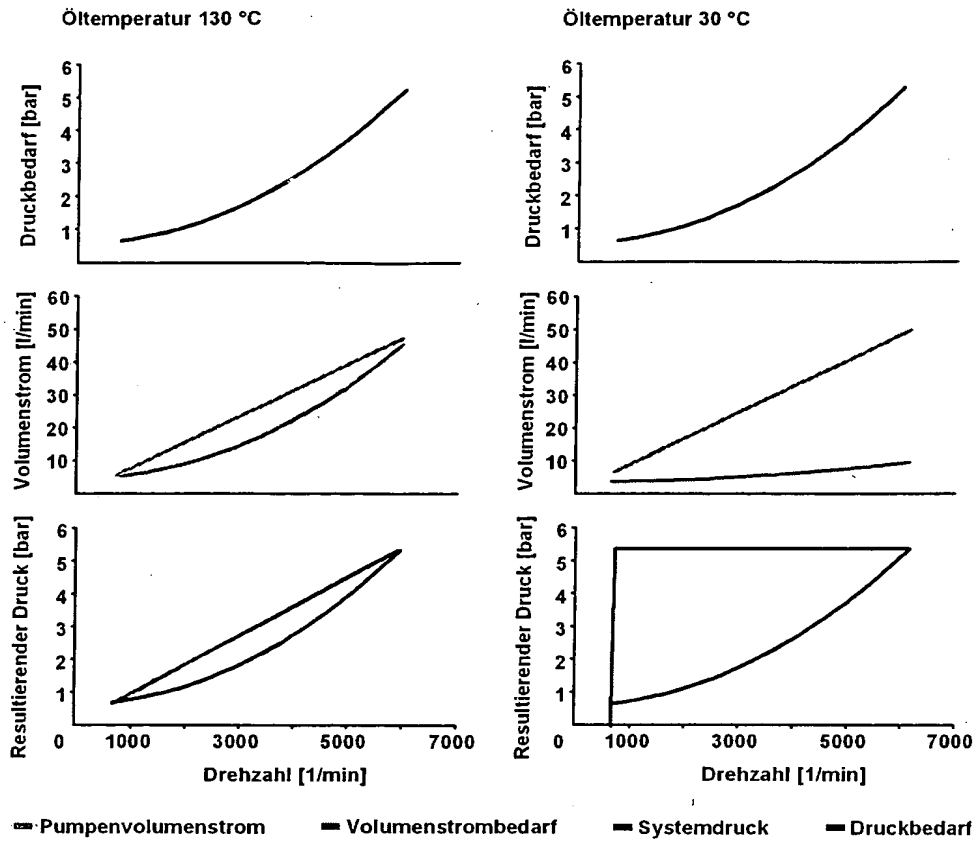 Öltemperatur 130 °C
Öltemperatur 30 °C
Druckbedarf [bar]
6
5
4
3
2
1
Druckbedarf [bar]
6
5
4
3
2
1
Volumenstrom [l/min]
60
50
40
30
20
10
Volumenstrom [l/min]
60
50
40
30
20
10
Resultierender Druck [bar]
6
5
4
3
2
1
0 1000 3000 5000 7000
Drehzahl [1/min]
Resultierender Druck [bar]
6
5
4
3
2
1
0 1000 3000 5000 7000
Drehzahl [1/min]
Pumpenvolumenstrom
Volumenstrombedarf
Systemdruck
Druckbedarf